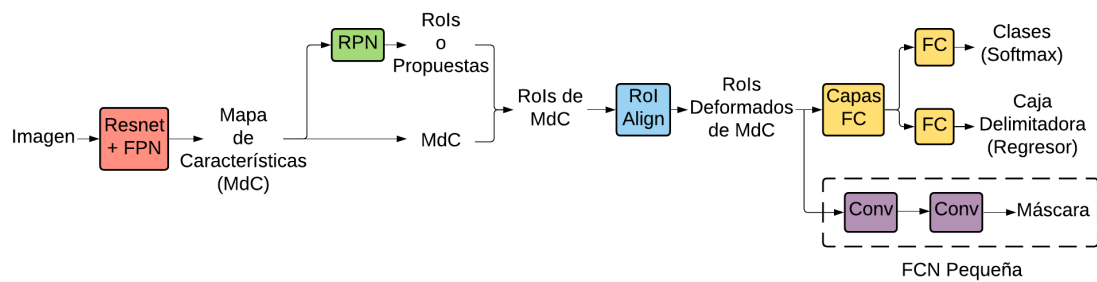 Imagen
Resnet
+ FPN
Mapa
de
Característícas
(MdC)
RPN
RoIs
o
Propuestas
MdC
RoIs de
MdC
RoI
Align
RoIs
Deformados
de MdC
Capas
FC
FC
Clases
(Softmax)
FC
Caja
Delimitadora
(Regresor)
Conv
Conv
Máscara
FCN Pequeña